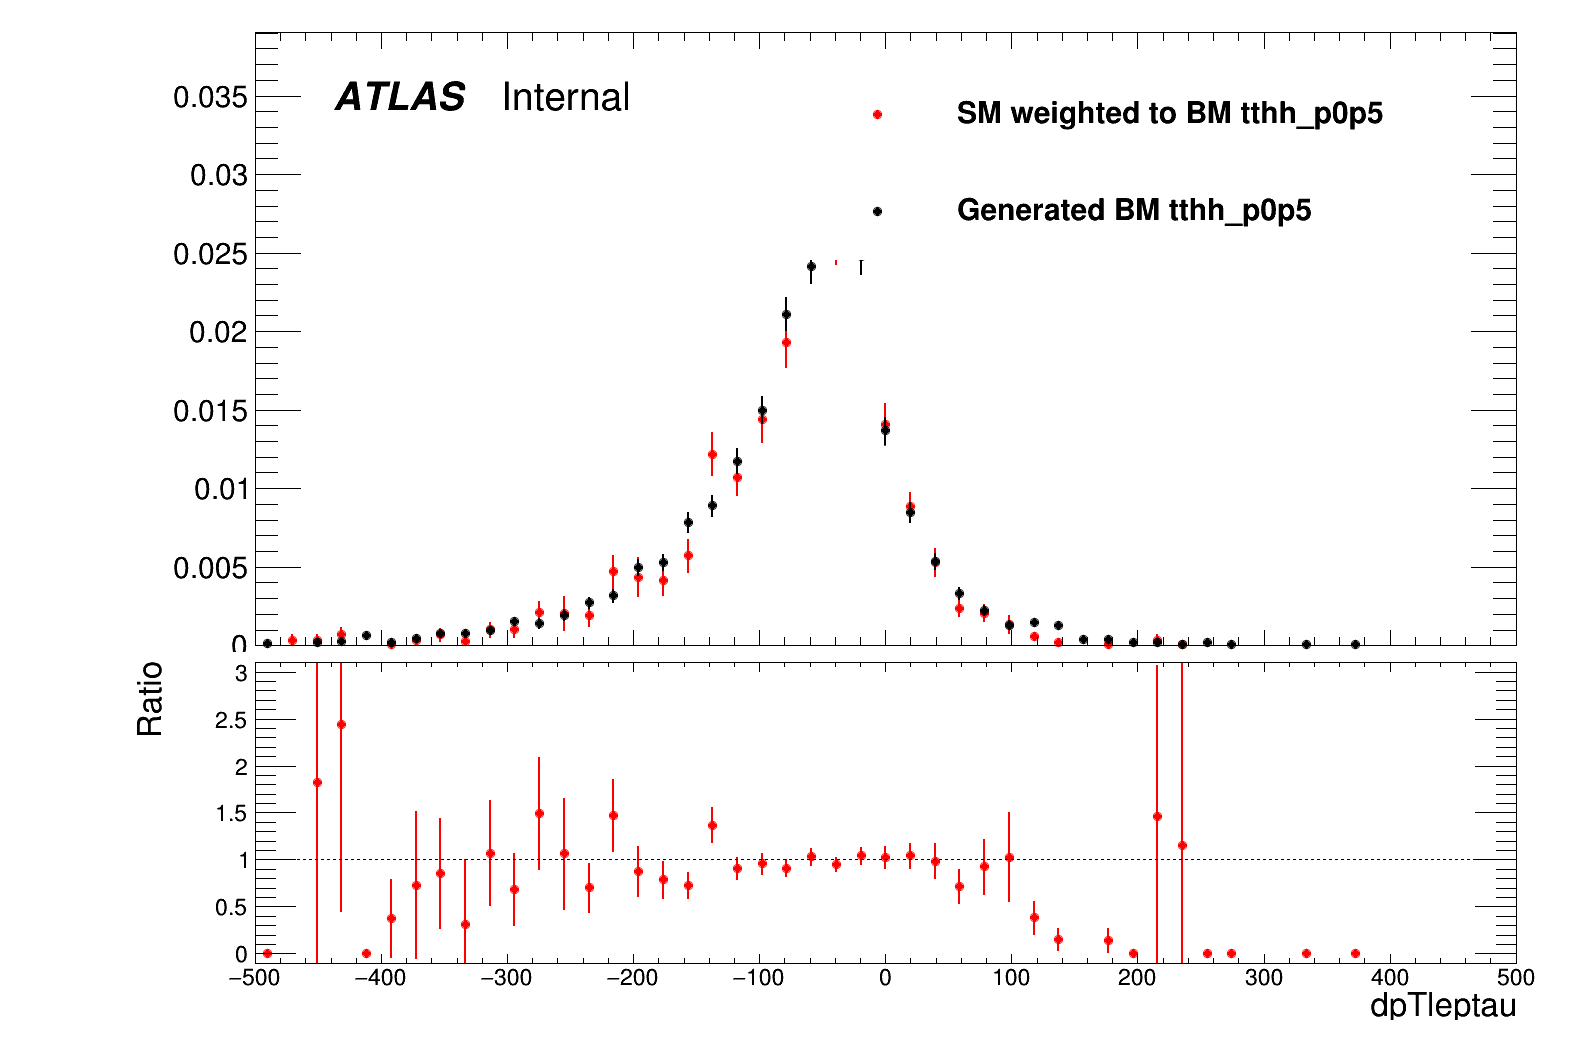 ATLAS Internal
SM weighted to BM tthh_p0p5
Generated BM tthh_p0p5
0.035
0.03
0.025
0.02
0.015
0.01
0.005
0
Ratio
3
2.5
2
1.5
1
0.5
0
−500 −400 −300 −200 −100 0 100 200 300 400 500
dpTleptau